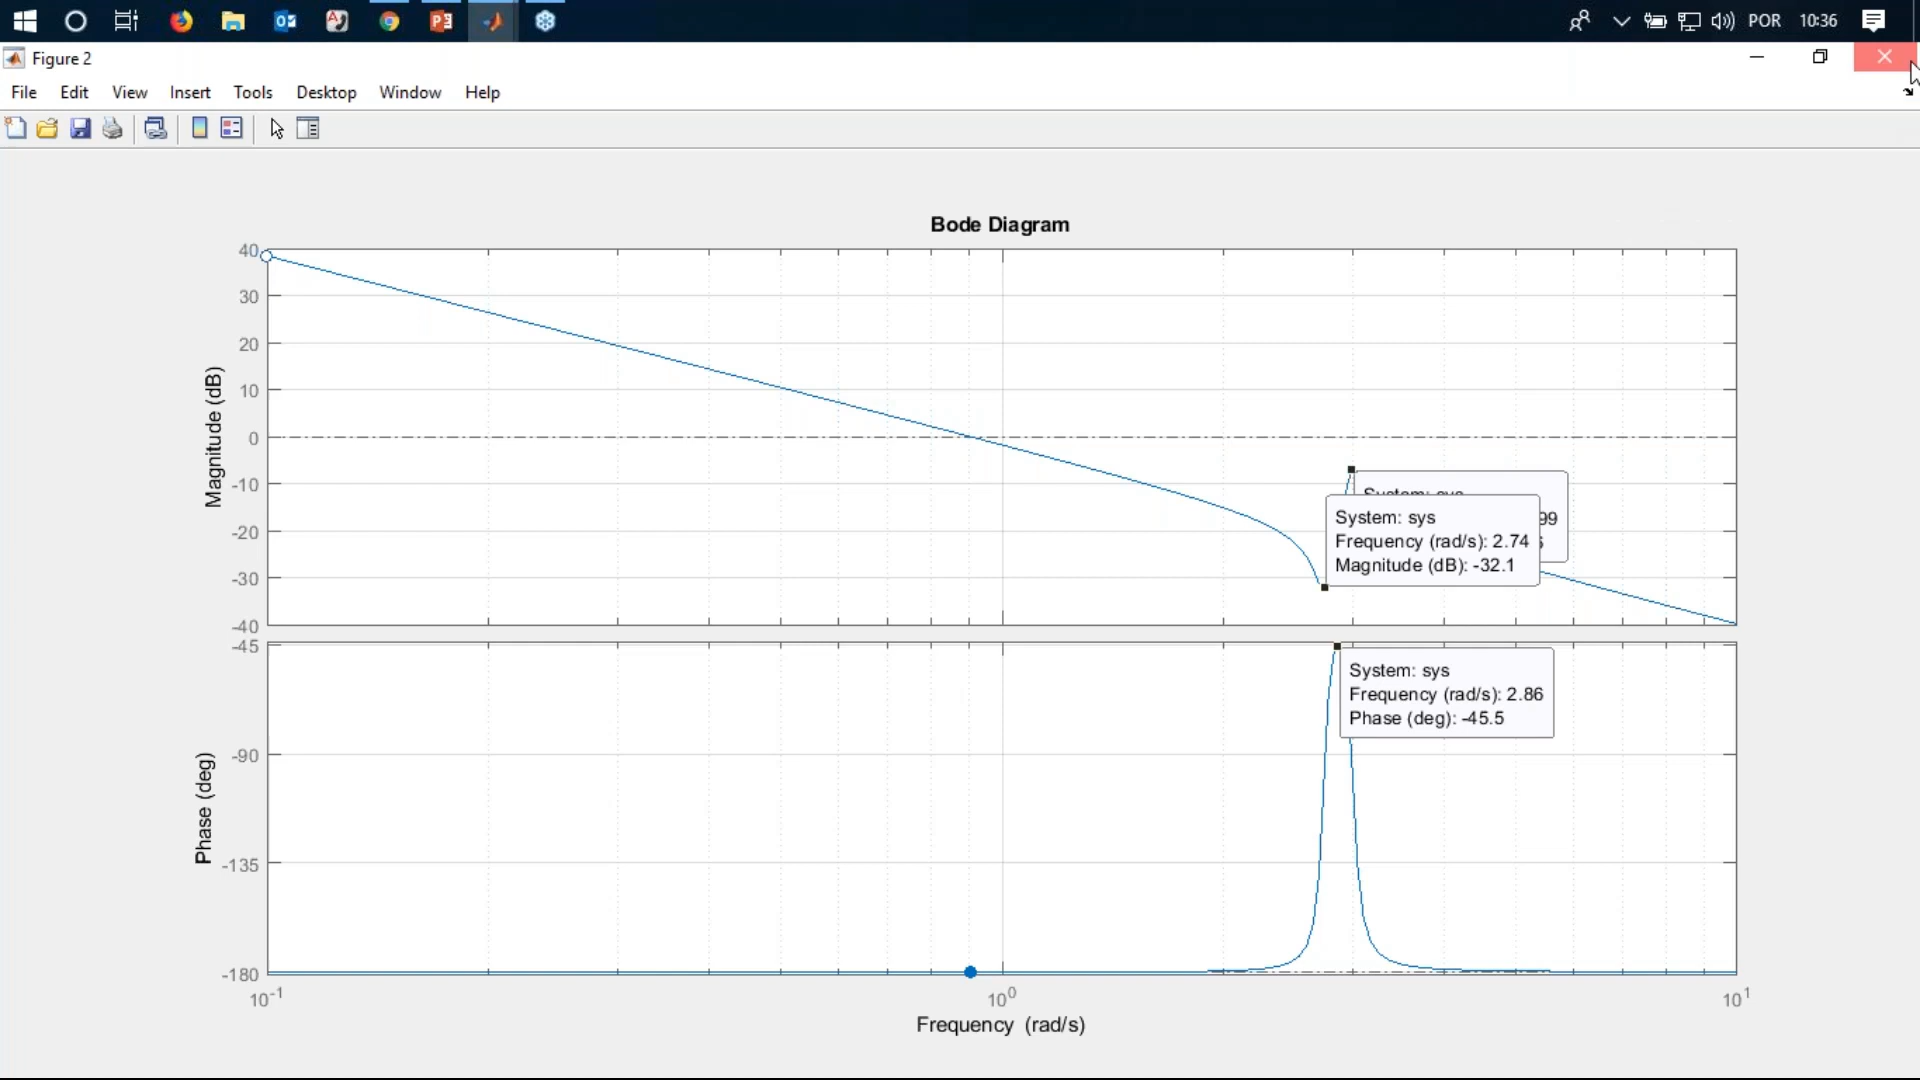 POR 10:36
Figure 2
File Edit View Insert Tools Desktop Window Help
Bode Diagram
Magnitude (dB)
40
30
20
10
0
-10
-20
-30
-40
System: sys
Frequency (rad/s): 2.74
Magnitude (dB): -32.1
99
Phase (deg)
-45
-90
-135
-180
System: sys
Frequency (rad/s): 2.86
Phase (deg): -45.5
10-1
100
101
Frequency (rad/s)